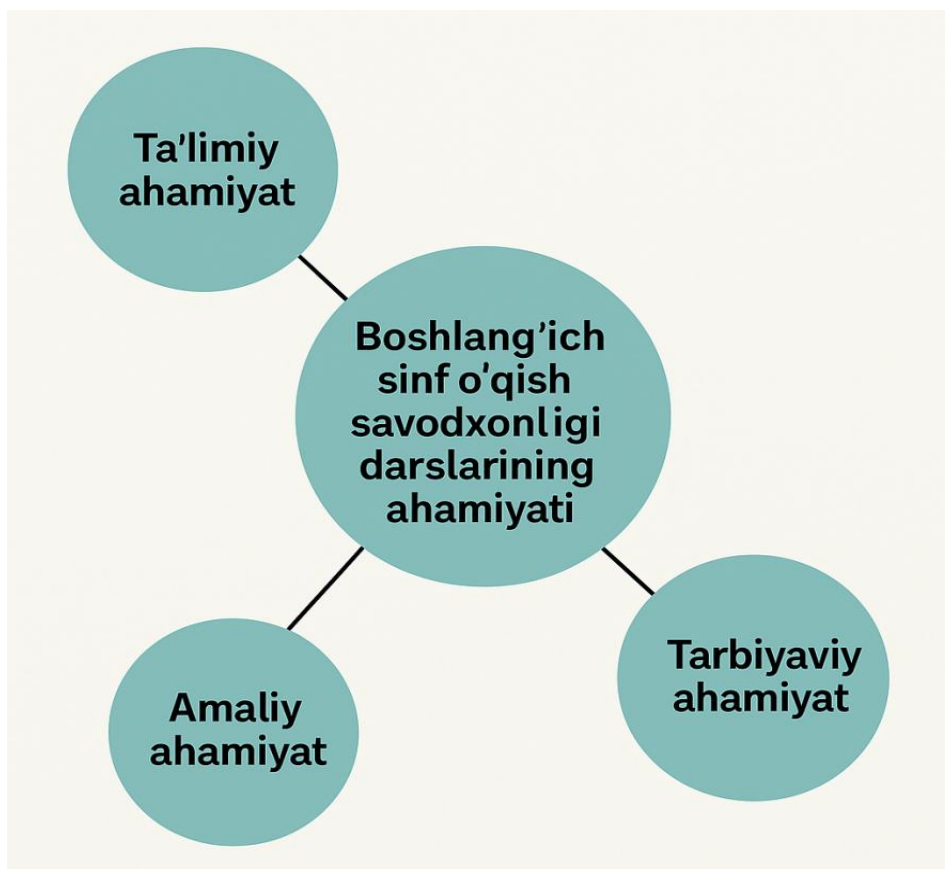 Ta'limiy
ahamiyat
Boshlang'ich
sinf o'qish
savodxonligi
darslarining
ahamiyati
Amaliy
ahamiyat
Tarbiyaviy
ahamiyat